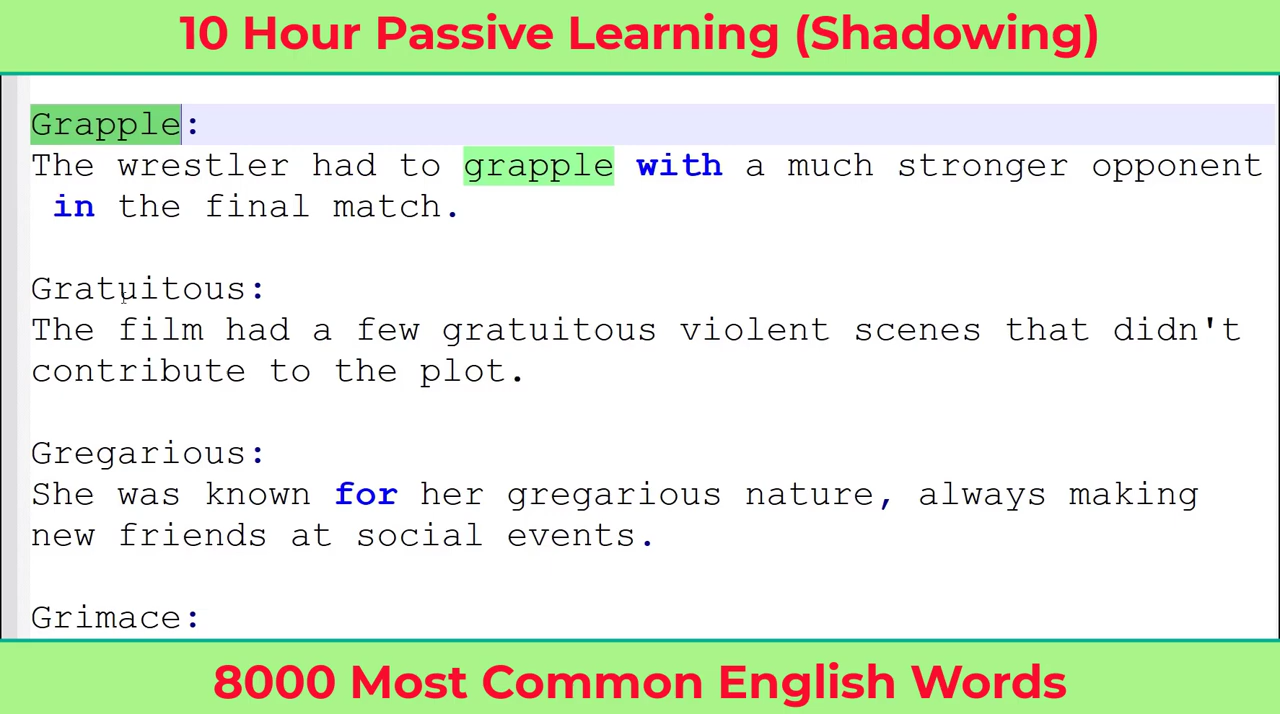 10 Hour Passive Learning (Shadowing)
Grapple:
The wrestler had to grapple with a much stronger opponent
in the final match.
Gratuitous:
The film had a few gratuitous violent scenes that didn't
contribute to the plot.
Gregarious:
She was known for her gregarious nature, always making
new friends at social events.
Grimace:
8000 Most Common English Words